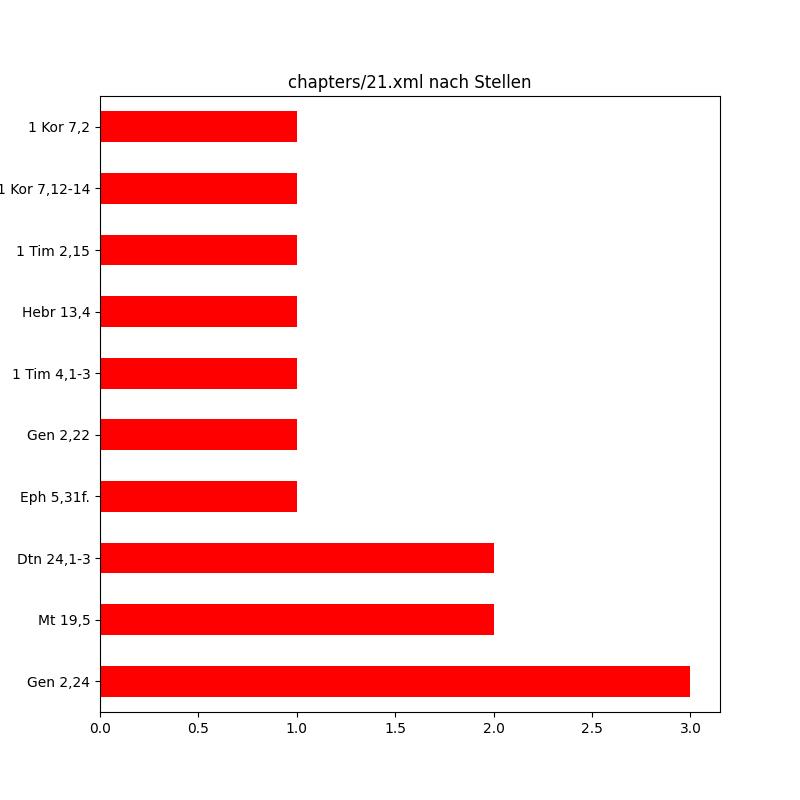 chapters/21.xml nach Stellen
1 Kor 7,2
1 Kor 7,12-14
1 Tim 2,15
Hebr 13,4
1 Tim 4,1-3
Gen 2,22
Eph 5,31f.
Dtn 24,1-3
Mt 19,5
Gen 2,24
0.0 0.5 1.0 1.5 2.0 2.5 3.0